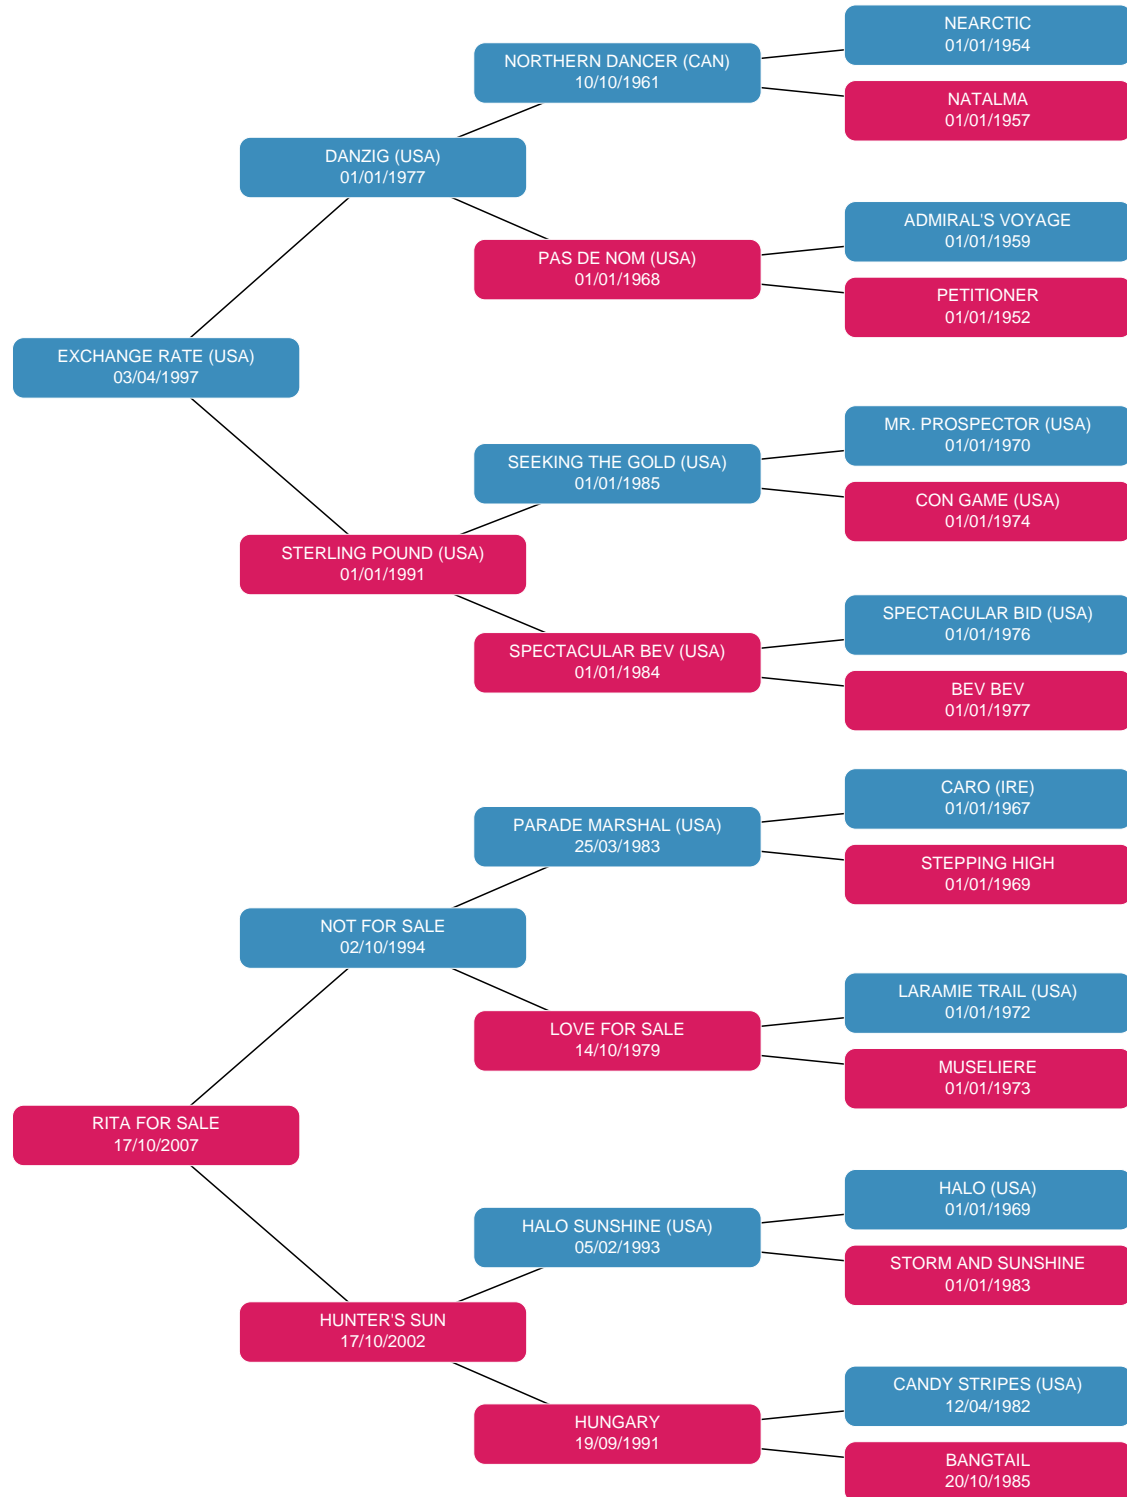 NEARCTIC
01/01/1954
NORTHERN DANCER (CAN)
10/10/1961
NATALMA
01/01/1957
DANZIG (USA)
01/01/1977
ADMIRAL'S VOYAGE
01/01/1959
PAS DE NOM (USA)
01/01/1968
PETITIONER
01/01/1952
EXCHANGE RATE (USA)
03/04/1997
MR. PROSPECTOR (USA)
01/01/1970
SEEKING THE GOLD (USA)
01/01/1985
CON GAME (USA)
01/01/1974
STERLING POUND (USA)
01/01/1991
SPECTACULAR BID (USA)
01/01/1976
SPECTACULAR BEV (USA)
01/01/1984
BEV BEV
01/01/1977
CARO (IRE)
01/01/1967
PARADE MARSHAL (USA)
25/03/1983
STEPPING HIGH
01/01/1969
NOT FOR SALE
02/10/1994
LARAMIE TRAIL (USA)
01/01/1972
LOVE FOR SALE
14/10/1979
MUSELIERE
01/01/1973
RITA FOR SALE
17/10/2007
HALO (USA)
01/01/1969
HALO SUNSHINE (USA)
05/02/1993
STORM AND SUNSHINE
01/01/1983
HUNTER'S SUN
17/10/2002
CANDY STRIPES (USA)
12/04/1982
HUNGARY
19/09/1991
BANGTAIL
20/10/1985